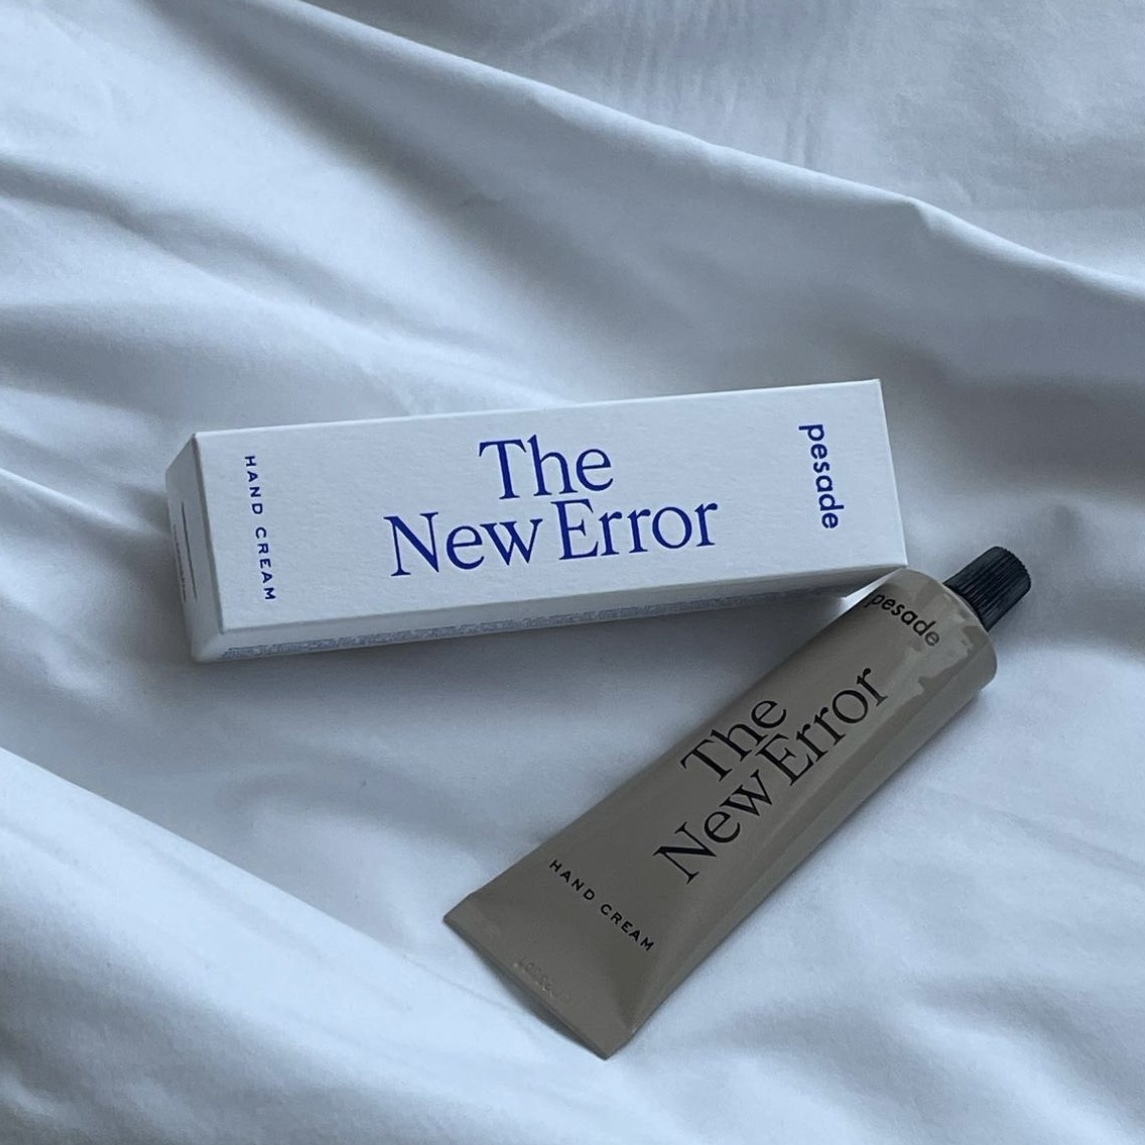 HAND CREAM
The
New Error
pesade
pesade
The
New Error
HAND CREAM